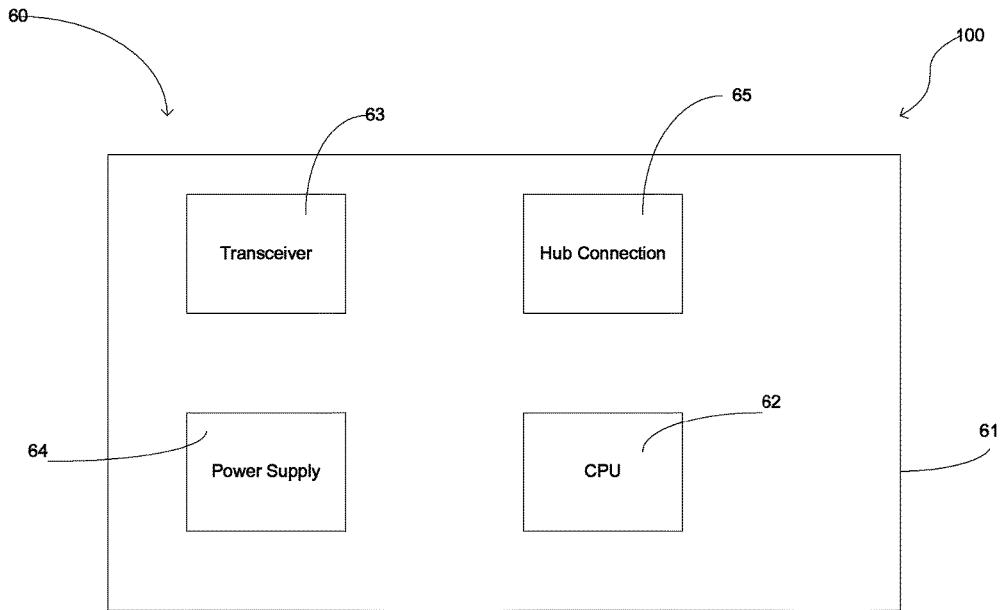 60
100
63
65
Transceiver
Hub Connection
64
62
61
Power Supply
CPU